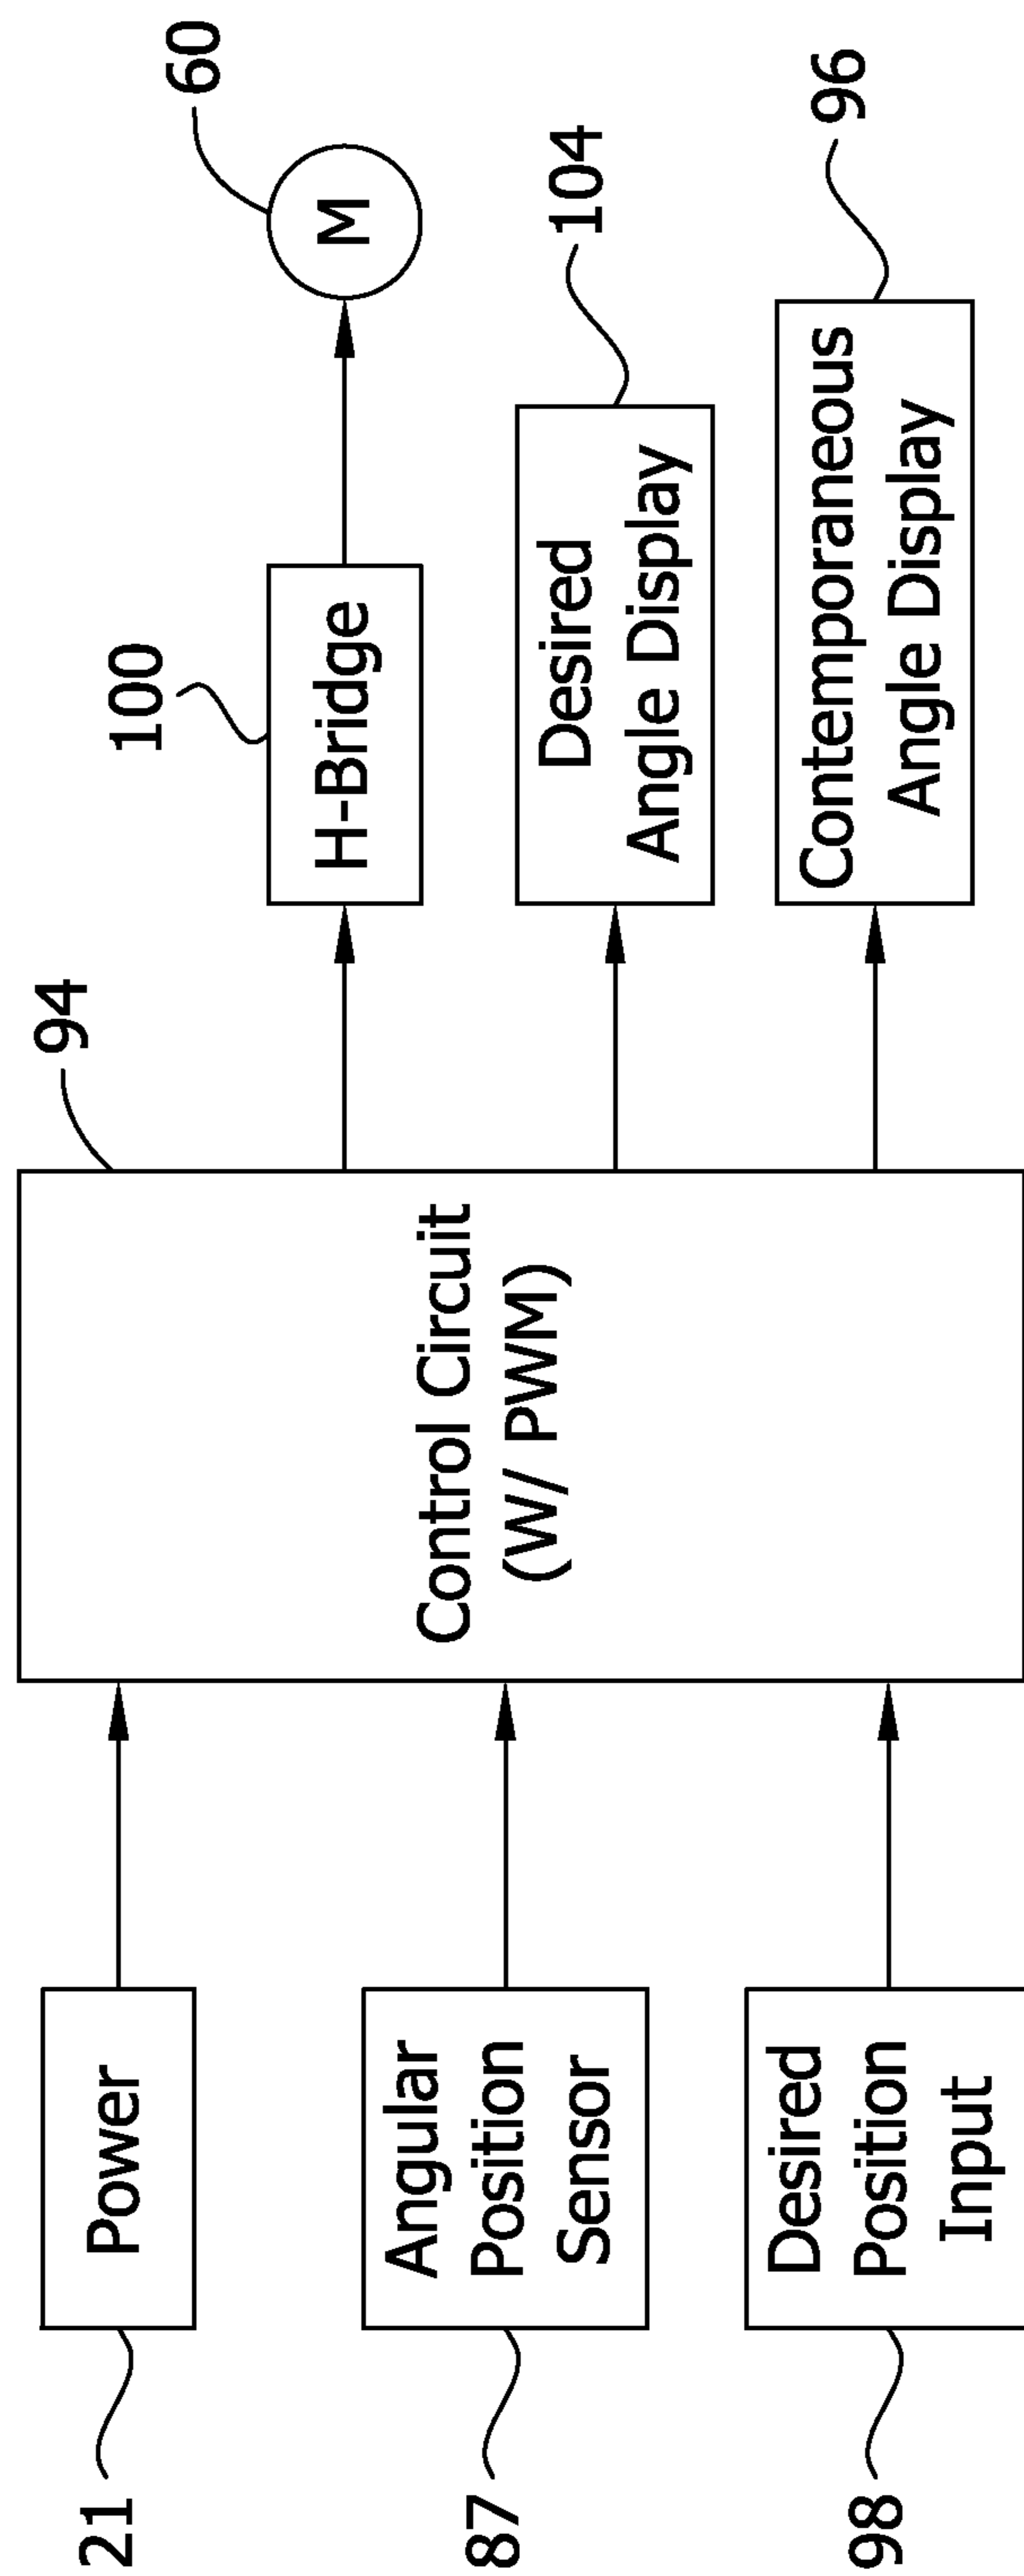 21
Power
87
Angular
Position
Sensor
98
Desired
Position
Input
94
Control Circuit
(W/ PWM)
100
H-Bridge
60
M
104
Desired
Angle Display
96
Contemporaneous
Angle Display